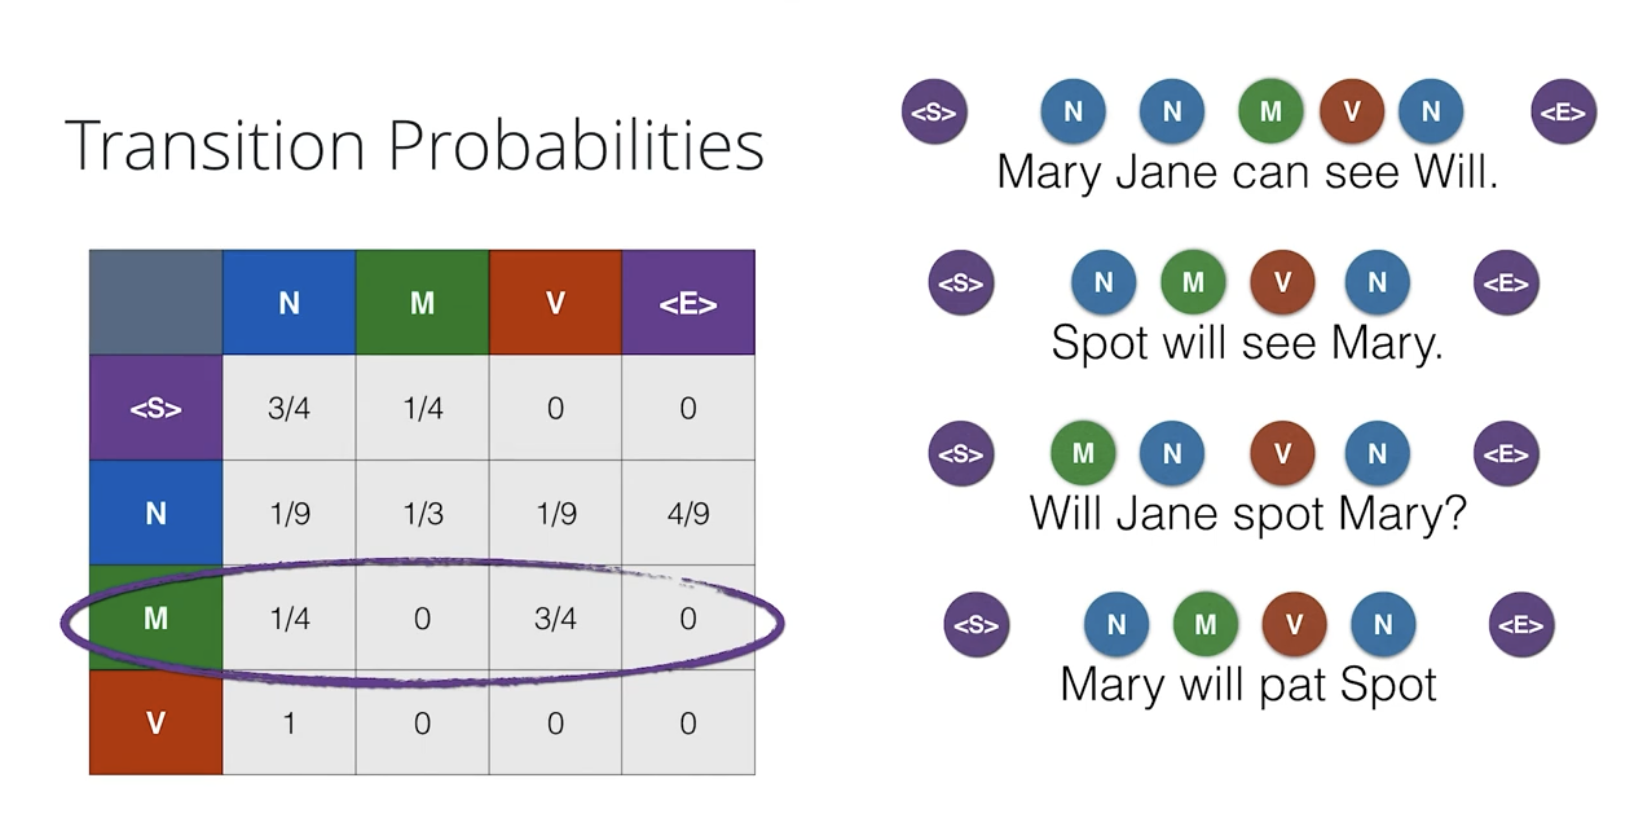 Transition Probabilities
N M V <E>
<S> 3/4 1/4 0 0
N 1/9 1/3 1/9 4/9
M 1/4 0 3/4 0
V 1 0 0 0
<S> N N M V N <E>
Mary Jane can see Will.
<S> N M V N <E>
Spot will see Mary.
<S> M N V N <E>
Will Jane spot Mary?
<S> N M V N <E>
Mary will pat Spot